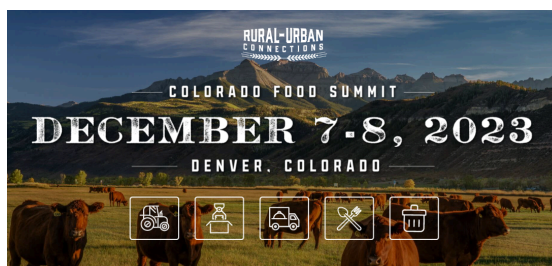 RURAL-URBAN
CONNECTIONS
COLORADO FOOD SUMMIT
DECEMBER 7-8, 2023
DENVER, COLORADO